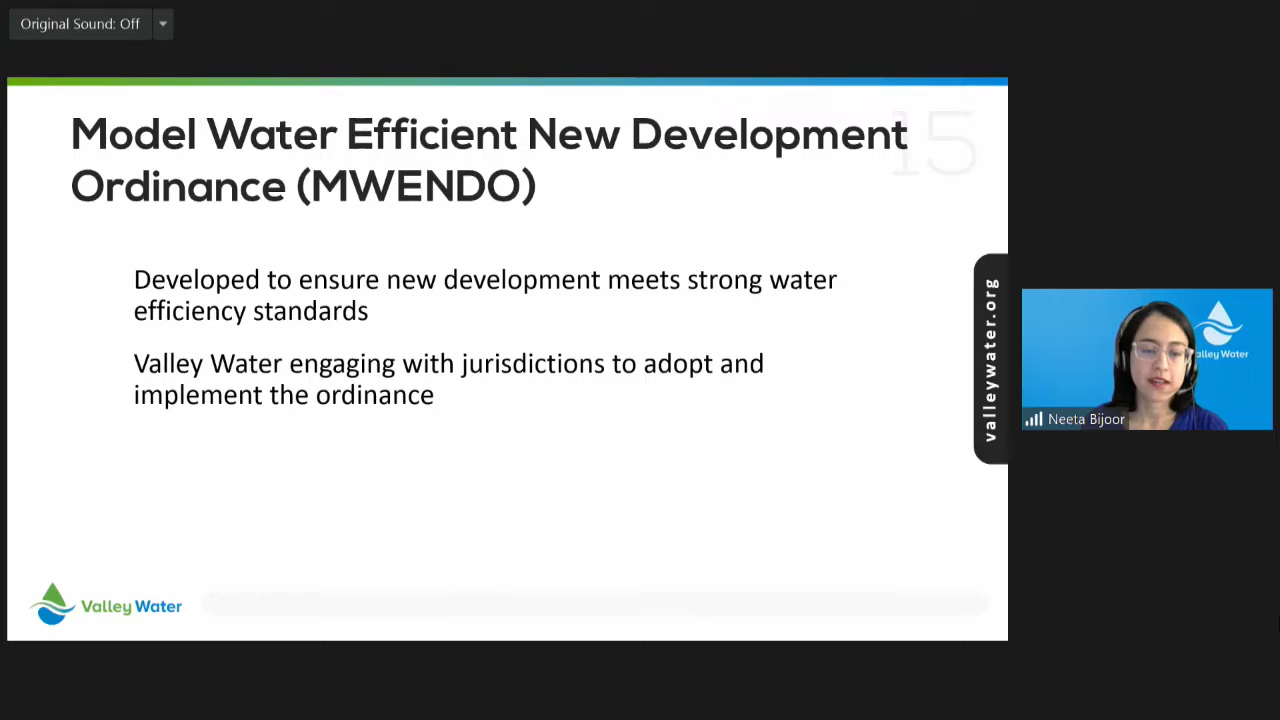 Original Sound: Off
15
Model Water Efficient New Development
Ordinance (MWENDO)
Developed to ensure new development meets strong water
efficiency standards
Valley Water engaging with jurisdictions to adopt and
implement the ordinance
valleywater.org
Valley Water
alley Water
Neeta Bijoor